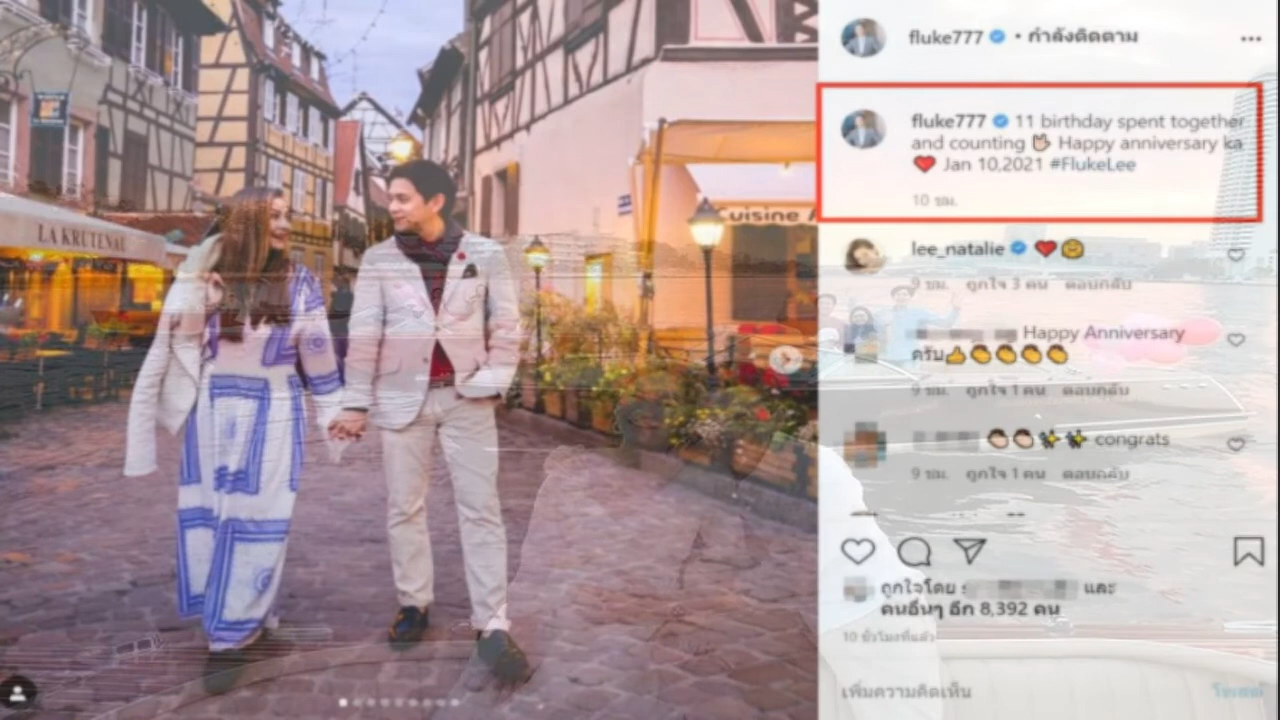 LA KRUTENAU
Cuisine A
fluke777 • กำลังติดตาม
fluke777 11 birthday spent together
and counting 🤟🏻 Happy anniversary ka
❤️ Jan 10,2021 #FlukeLee
10 ชม.
lee_natalie ❤️😊
9 ชม. ถูกใจ 3 คน ตอบกลับ
Happy Anniversary
ครับ👍👏👏👏👏
9 ชม. ถูกใจ 1 คน ตอบกลับ
👏🏻👏🏻✨✨ congrats
9 ชม. ถูกใจ 1 คน ตอบกลับ
ถูกใจโดย และ
คนอื่นๆ อีก 8,392 คน
10 ชั่วโมงที่แล้ว
เพิ่มความคิดเห็น
โพสต์